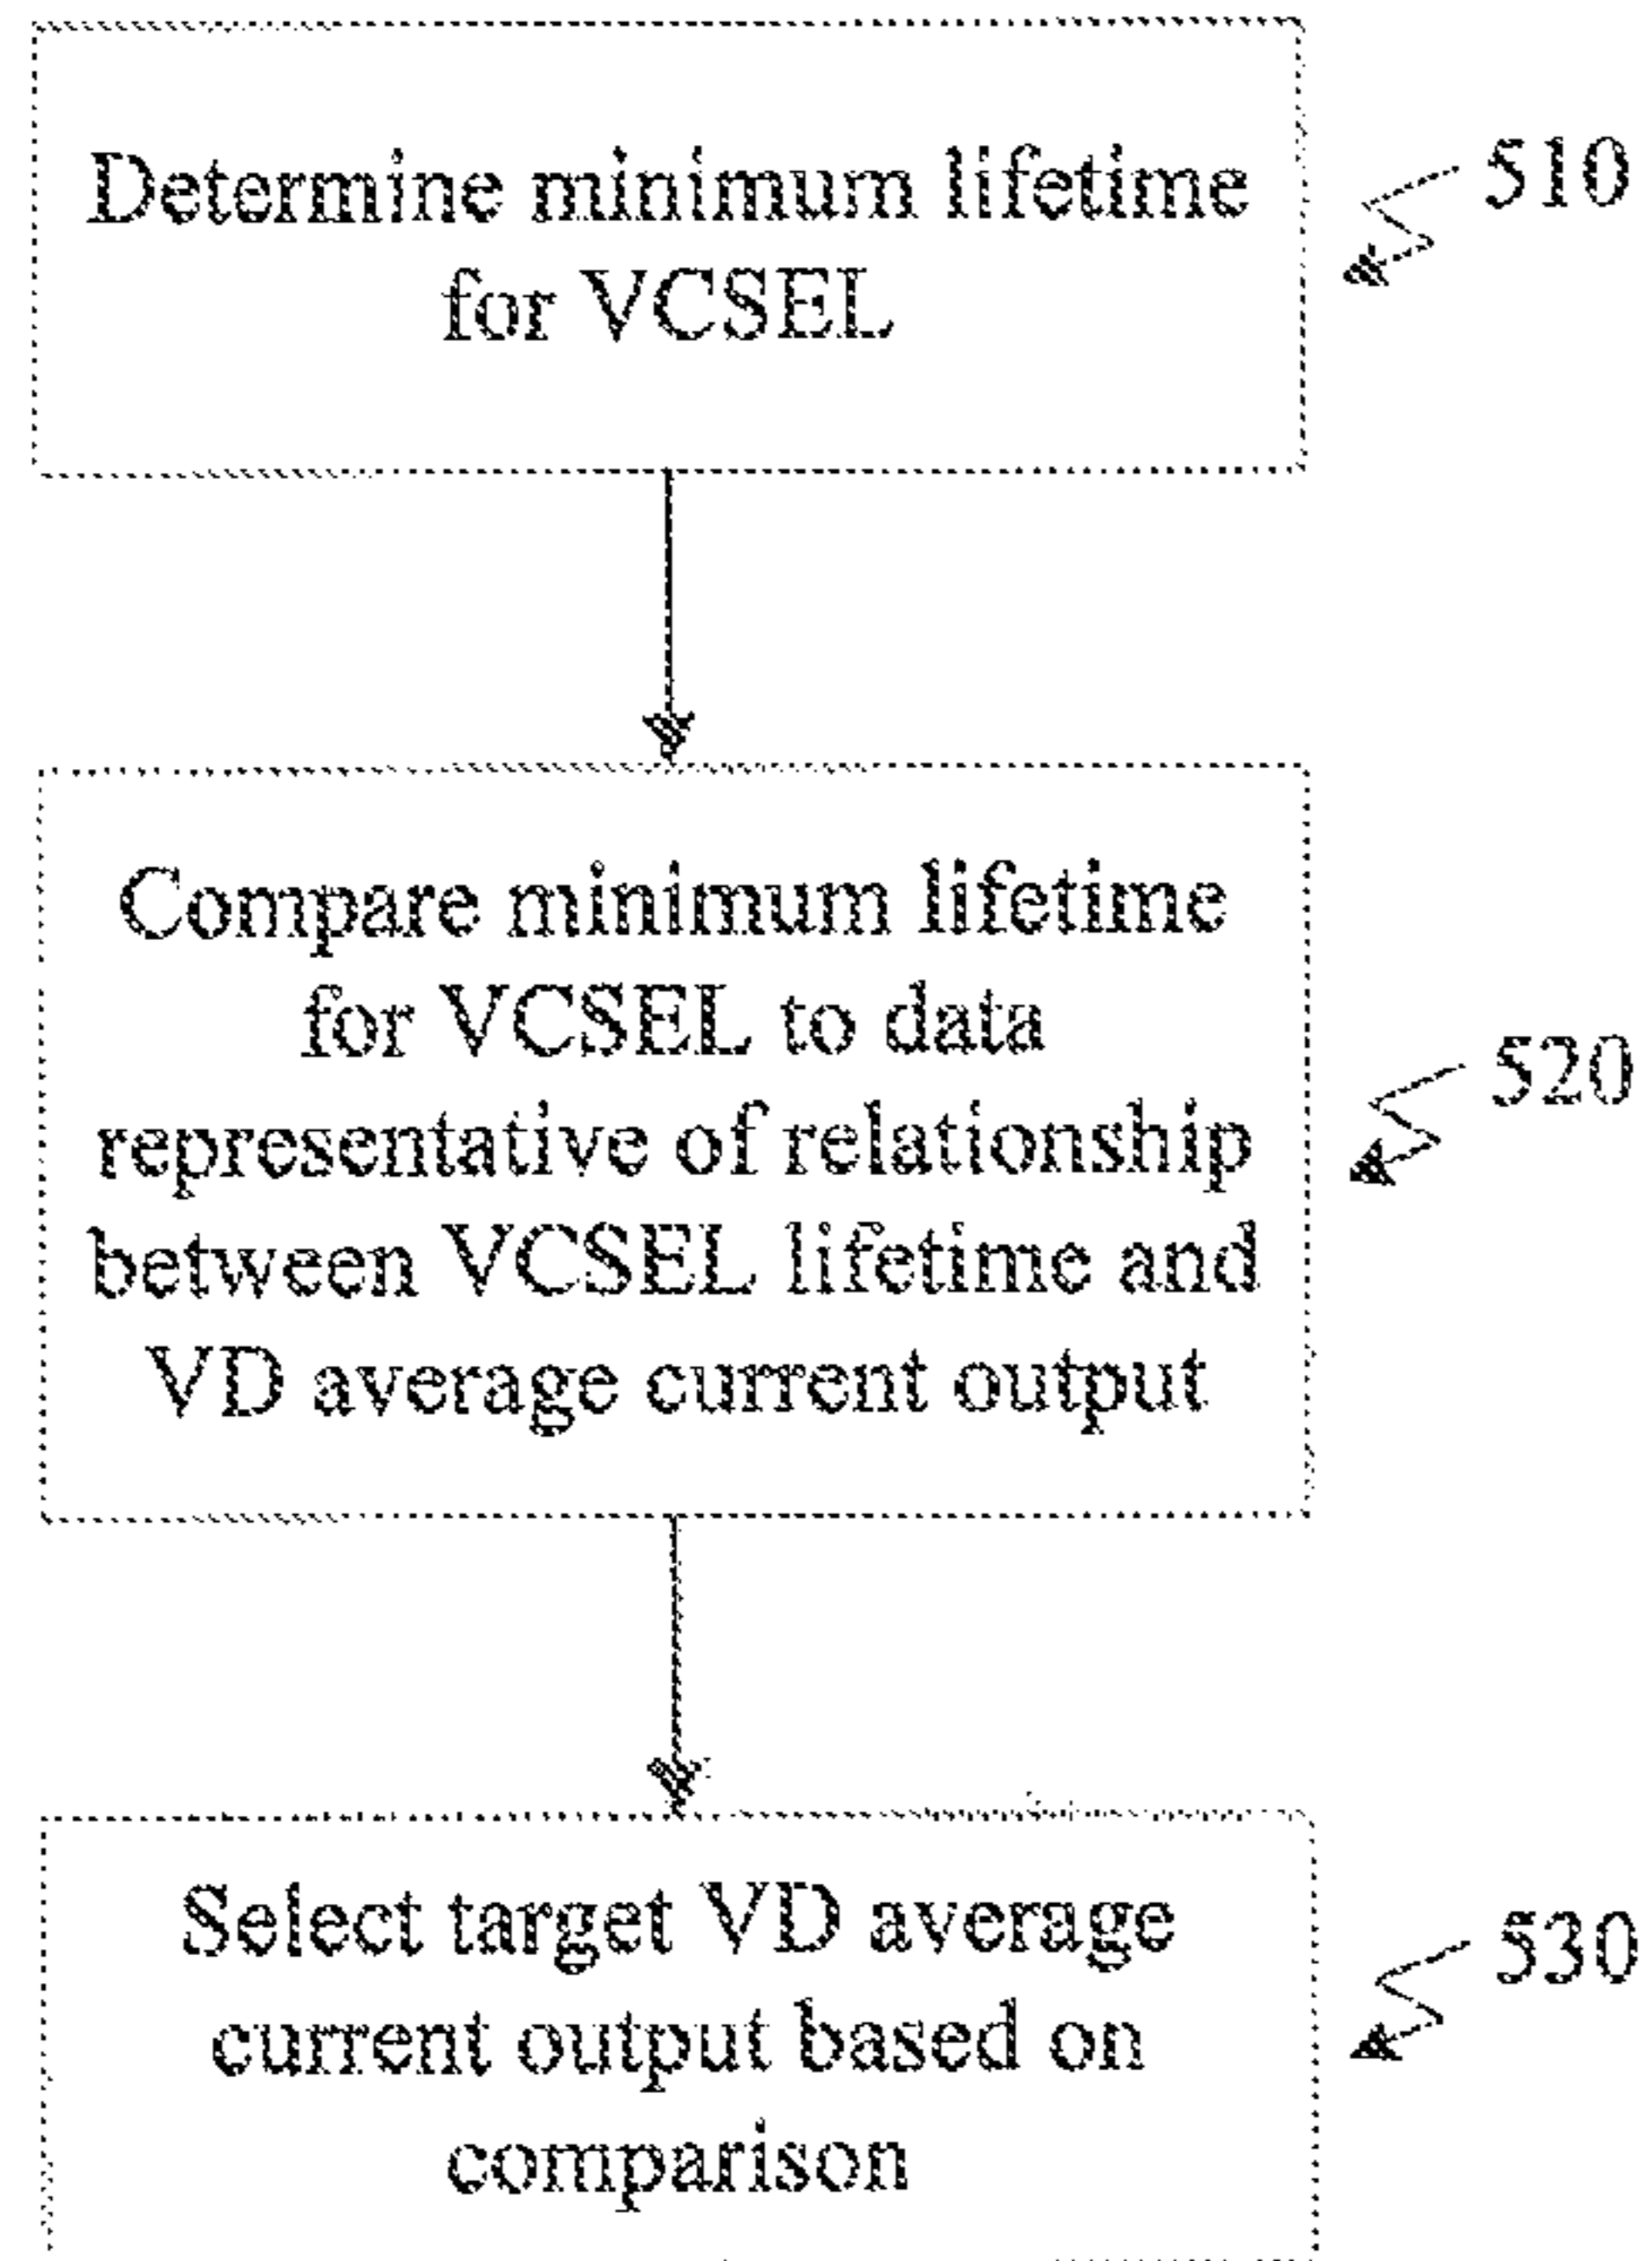 Determine minimum lifetime
for VCSEL
510
Compare minimum lifetime
for VCSEL to data
representative of relationship
between VCSEL lifetime and
VD average current output
520
Select target VD average
current output based on
comparison
530